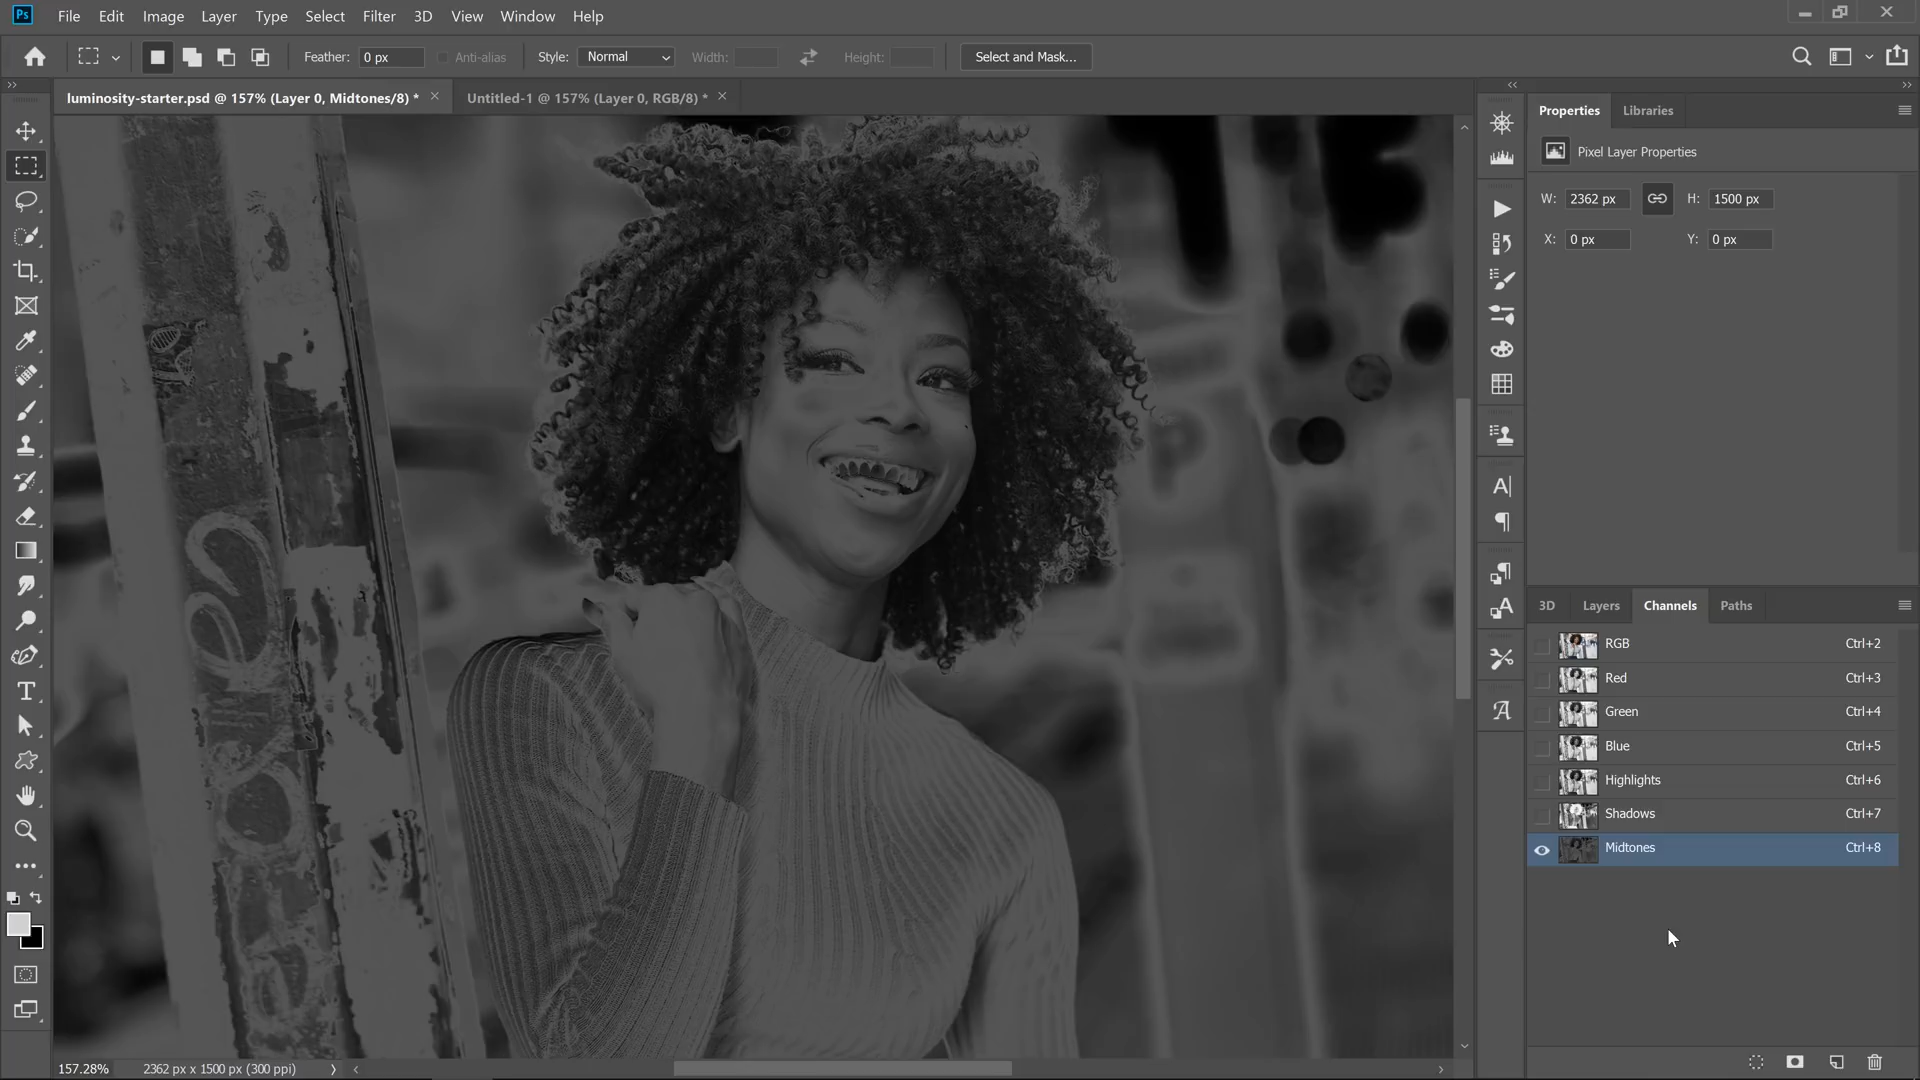 Ps File Edit Image Layer Type Select Filter 3D View Window Help
Feather: 0 px Anti-alias Style: Normal Width: Height: Select and Mask...
luminosity-starter.psd @ 157% (Layer 0, Midtones/8) * Untitled-1 @ 157% (Layer 0, RGB/8) *
Properties Libraries
Pixel Layer Properties
W: 2362 px H: 1500 px
X: 0 px Y: 0 px
3D Layers Channels Paths
RGB Ctrl+2
Red Ctrl+3
Green Ctrl+4
Blue Ctrl+5
Highlights Ctrl+6
Shadows Ctrl+7
Midtones Ctrl+8
157.28% 2362 px x 1500 px (300 ppi)